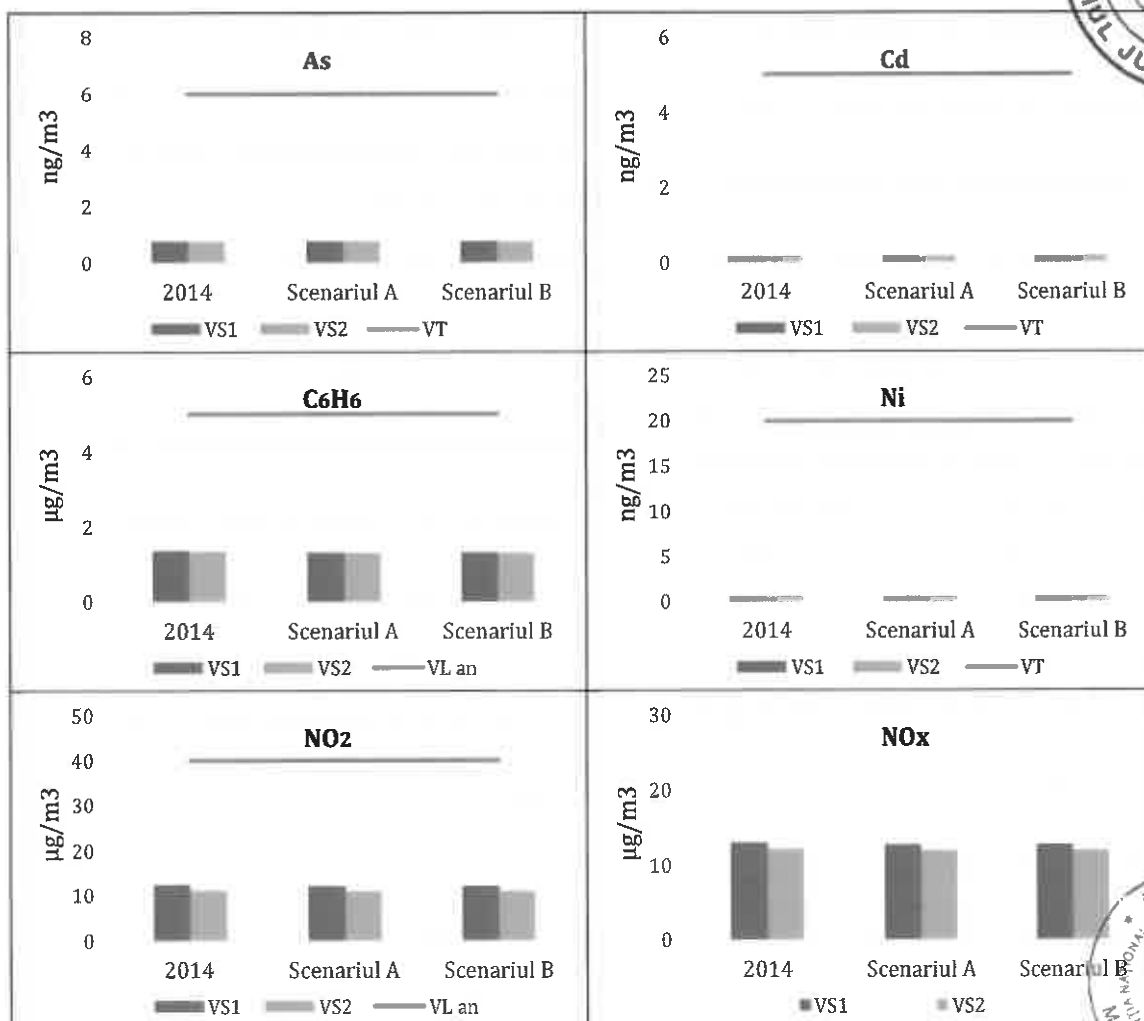 As
ng/m3
8
6
4
2
0
2014 Scenariul A Scenariul B
VS1 VS2 VT
Cd
ng/m3
6
4
2
0
2014 Scenariul A Scenariul B
VS1 VS2 VT
C6H6
µg/m3
6
4
2
0
2014 Scenariul A Scenariul B
VS1 VS2 VL an
Ni
ng/m3
25
20
15
10
5
0
2014 Scenariul A Scenariul B
VS1 VS2 VT
NO2
µg/m3
50
40
30
20
10
0
2014 Scenariul A Scenariul B
VS1 VS2 VL an
NOx
µg/m3
30
20
10
0
2014 Scenariul A Scenariul B
VS1 VS2